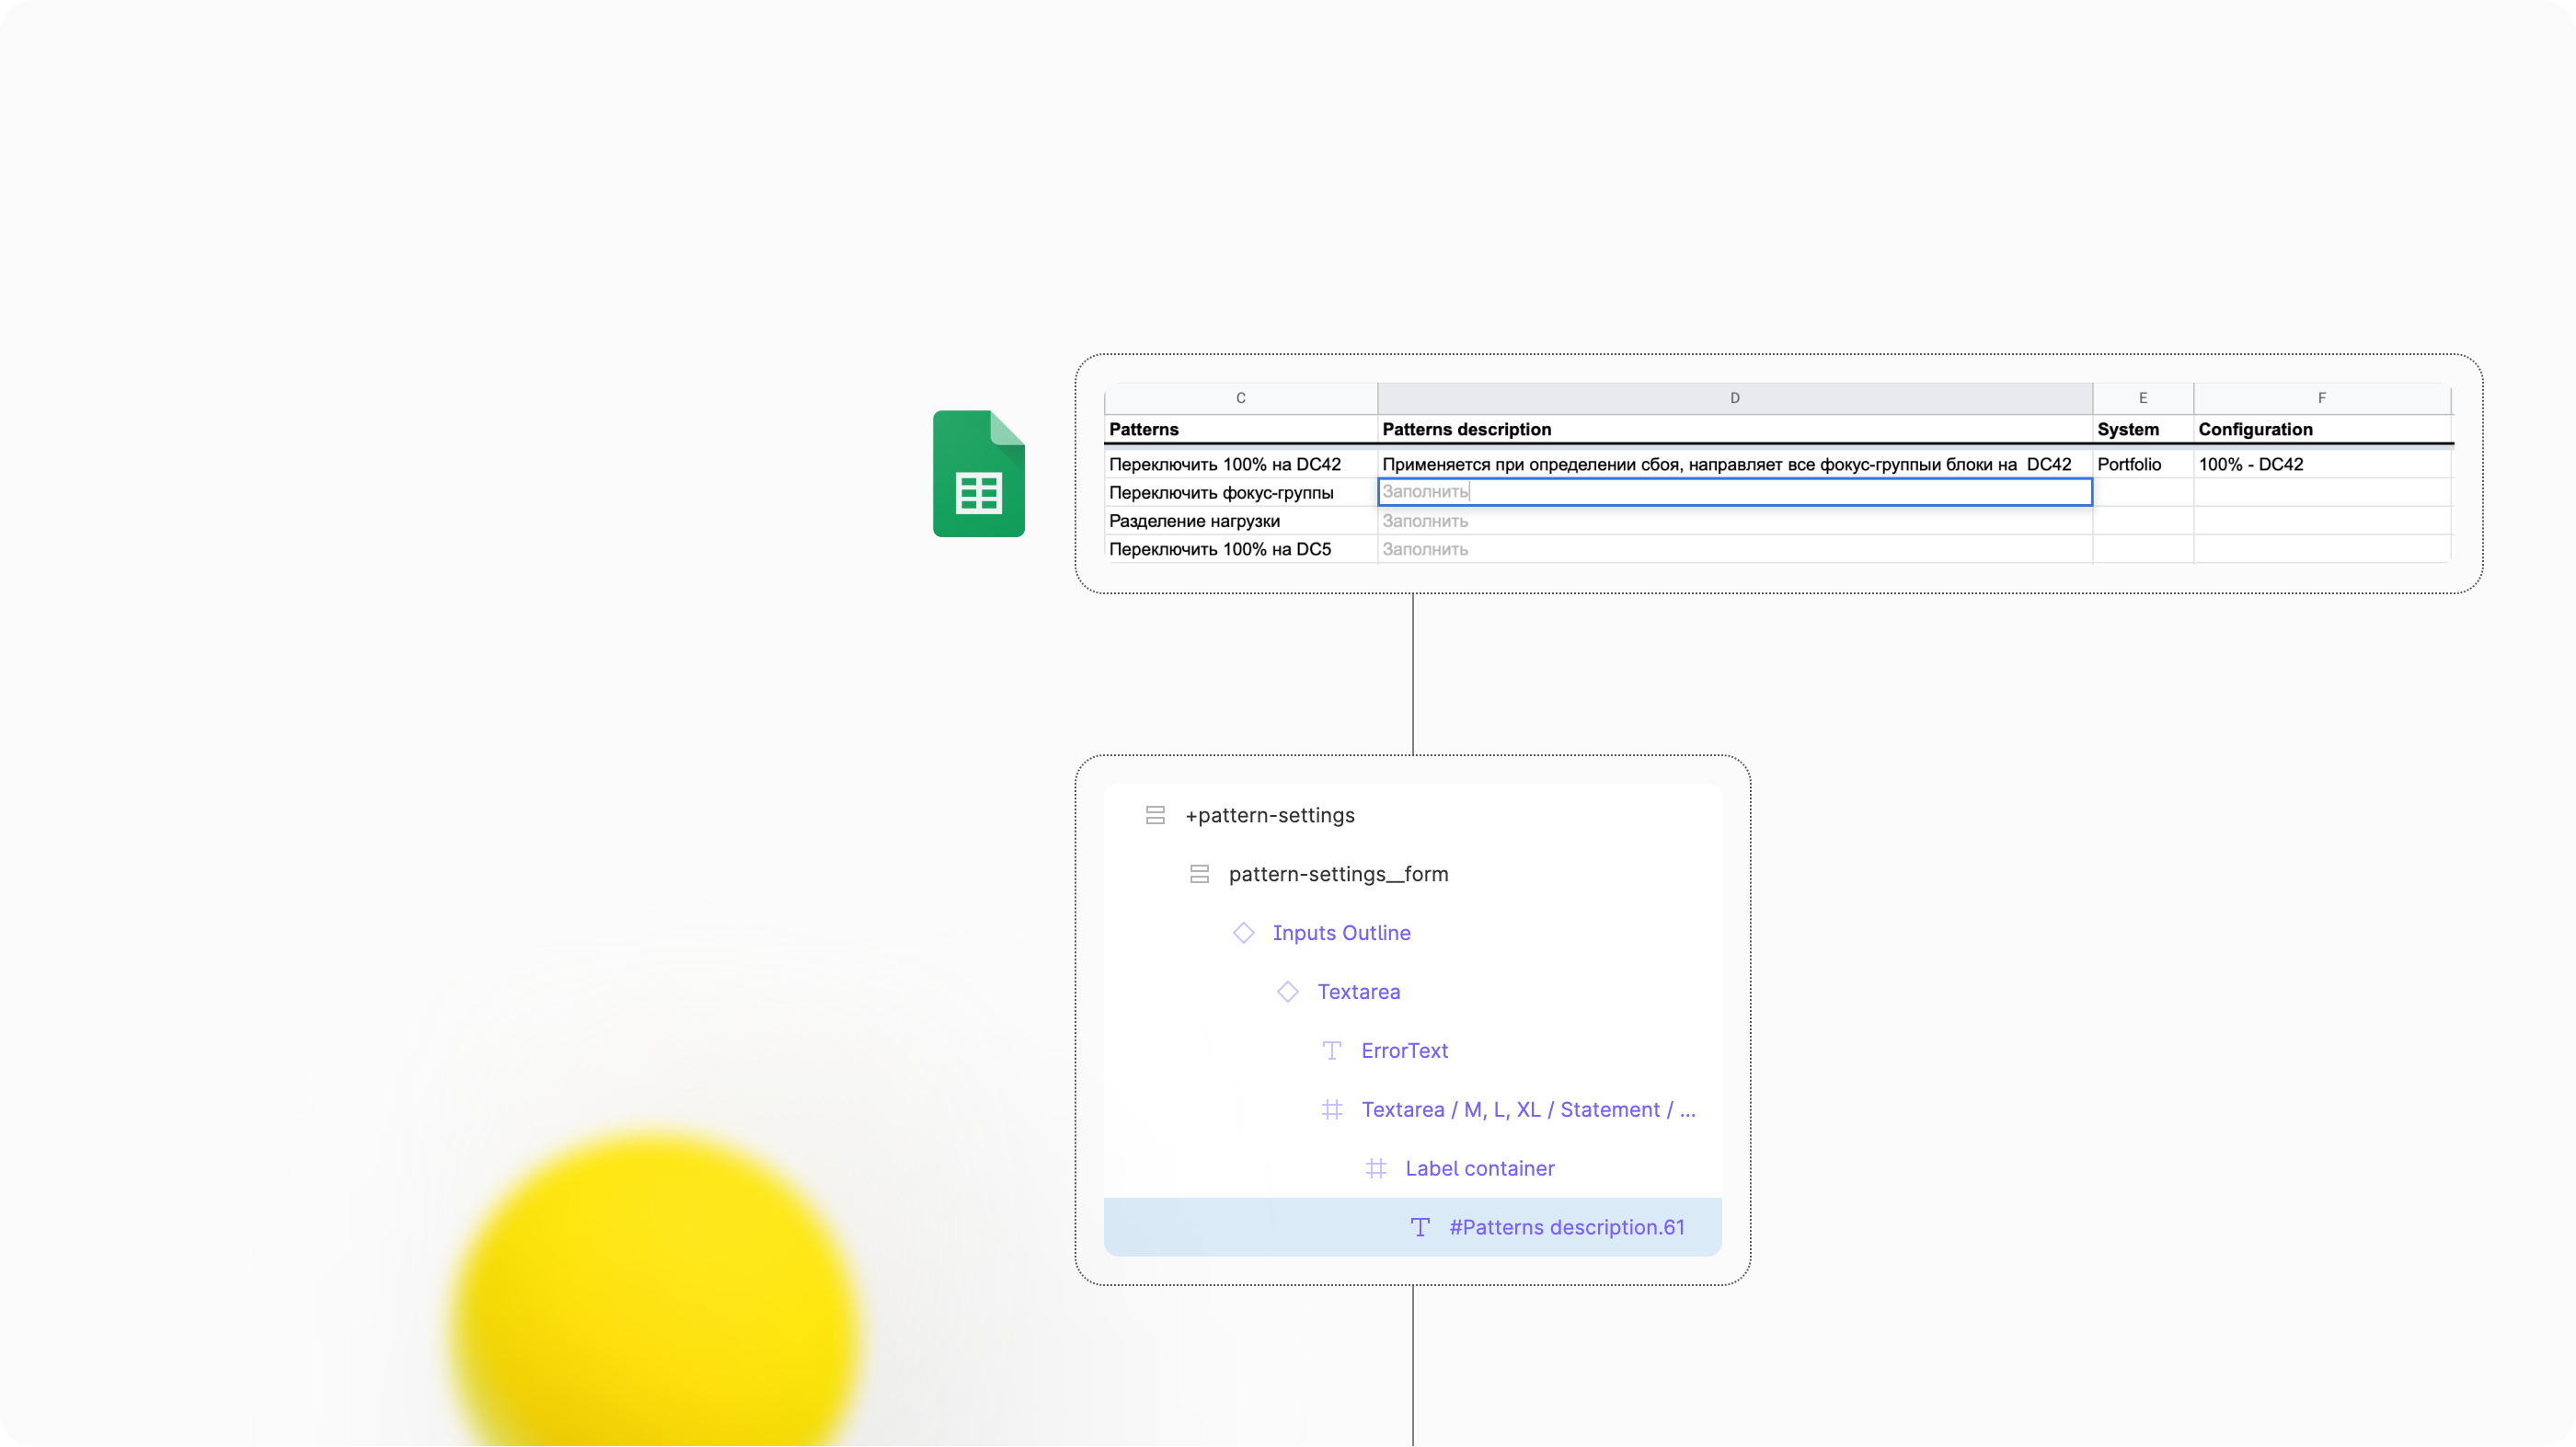 C D E F
Patterns Patterns description System Configuration
Переключить 100% на DC42 Применяется при определении сбоя, направляет все фокус-группыи блоки на  DC42 Portfolio 100% - DC42
Переключить фокус-группы Заполнить
Разделение нагрузки Заполнить
Переключить 100% на DC5 Заполнить
+pattern-settings
pattern-settings__form
Inputs Outline
Textarea
ErrorText
Textarea / M, L, XL / Statement / ...
Label container
#Patterns description.61